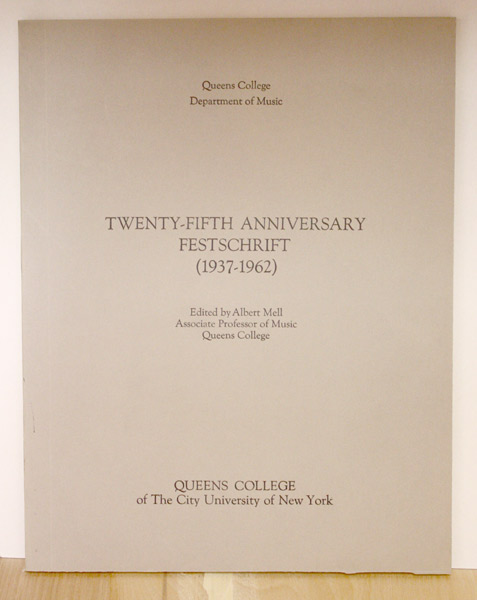 Queens College
Department of Music
TWENTY-FIFTH ANNIVERSARY
FESTSCHRIFT
(1937-1962)
Edited by Albert Mell
Associate Professor of Music
Queens College
QUEENS COLLEGE
of The City University of New York